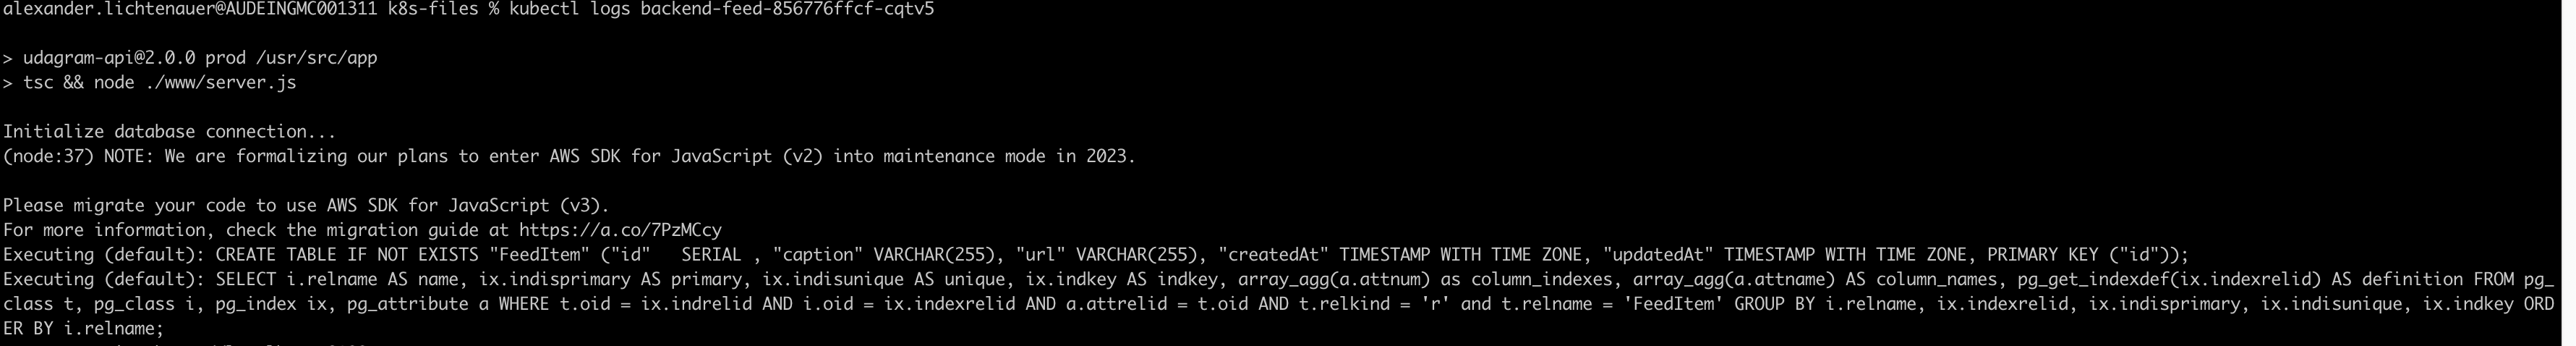 alexander.lichtenauer@AUDEINGMC001311 k8s-files % kubectl logs backend-feed-856776ffcf-cqtv5
> udagram-api@2.0.0 prod /usr/src/app
> tsc && node ./www/server.js
Initialize database connection...
(node:37) NOTE: We are formalizing our plans to enter AWS SDK for JavaScript (v2) into maintenance mode in 2023.
Please migrate your code to use AWS SDK for JavaScript (v3).
For more information, check the migration guide at https://a.co/7PzMCcy
Executing (default): CREATE TABLE IF NOT EXISTS "FeedItem" ("id"   SERIAL , "caption" VARCHAR(255), "url" VARCHAR(255), "createdAt" TIMESTAMP WITH TIME ZONE, "updatedAt" TIMESTAMP WITH TIME ZONE, PRIMARY KEY ("id"));
Executing (default): SELECT i.relname AS name, ix.indisprimary AS primary, ix.indisunique AS unique, ix.indkey AS indkey, array_agg(a.attnum) as column_indexes, array_agg(a.attname) AS column_names, pg_get_indexdef(ix.indexrelid) AS definition FROM pg_
class t, pg_class i, pg_index ix, pg_attribute a WHERE t.oid = ix.indrelid AND i.oid = ix.indexrelid AND a.attrelid = t.oid AND t.relkind = 'r' and t.relname = 'FeedItem' GROUP BY i.relname, ix.indexrelid, ix.indisprimary, ix.indisunique, ix.indkey ORD
ER BY i.relname;